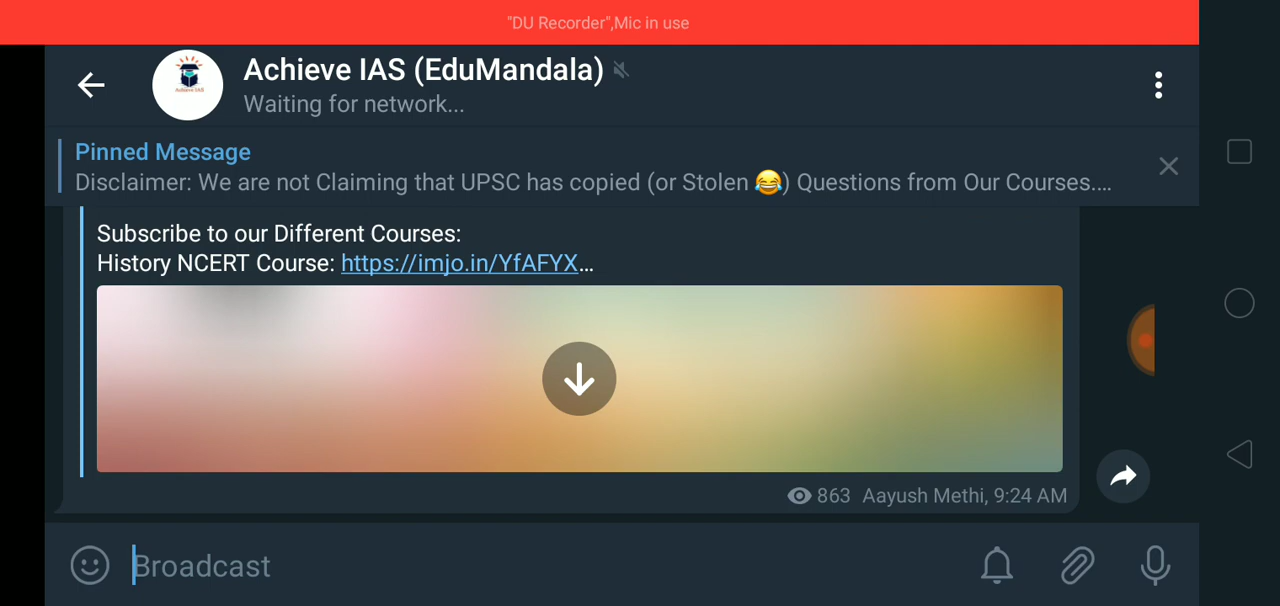 "DU Recorder",Mic in use
Achieve IAS (EduMandala)
Waiting for network...
Pinned Message
Disclaimer: We are not Claiming that UPSC has copied (or Stolen 😂) Questions from Our Courses....
Subscribe to our Different Courses:
History NCERT Course: https://imjo.in/YfAFYX...
863 Aayush Methi, 9:24 AM
Broadcast
Achieve IAS